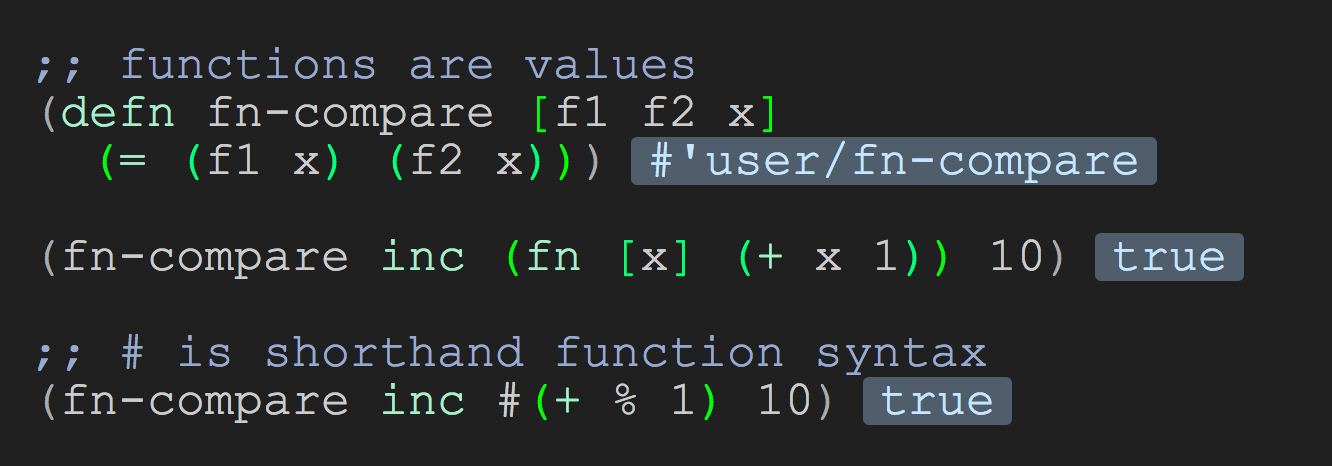 ;; functions are values
(defn fn-compare [f1 f2 x]
(= (f1 x) (f2 x))) #'user/fn-compare
(fn-compare inc (fn [x] (+ x 1)) 10) true
;; # is shorthand function syntax
(fn-compare inc #(+ % 1) 10) true